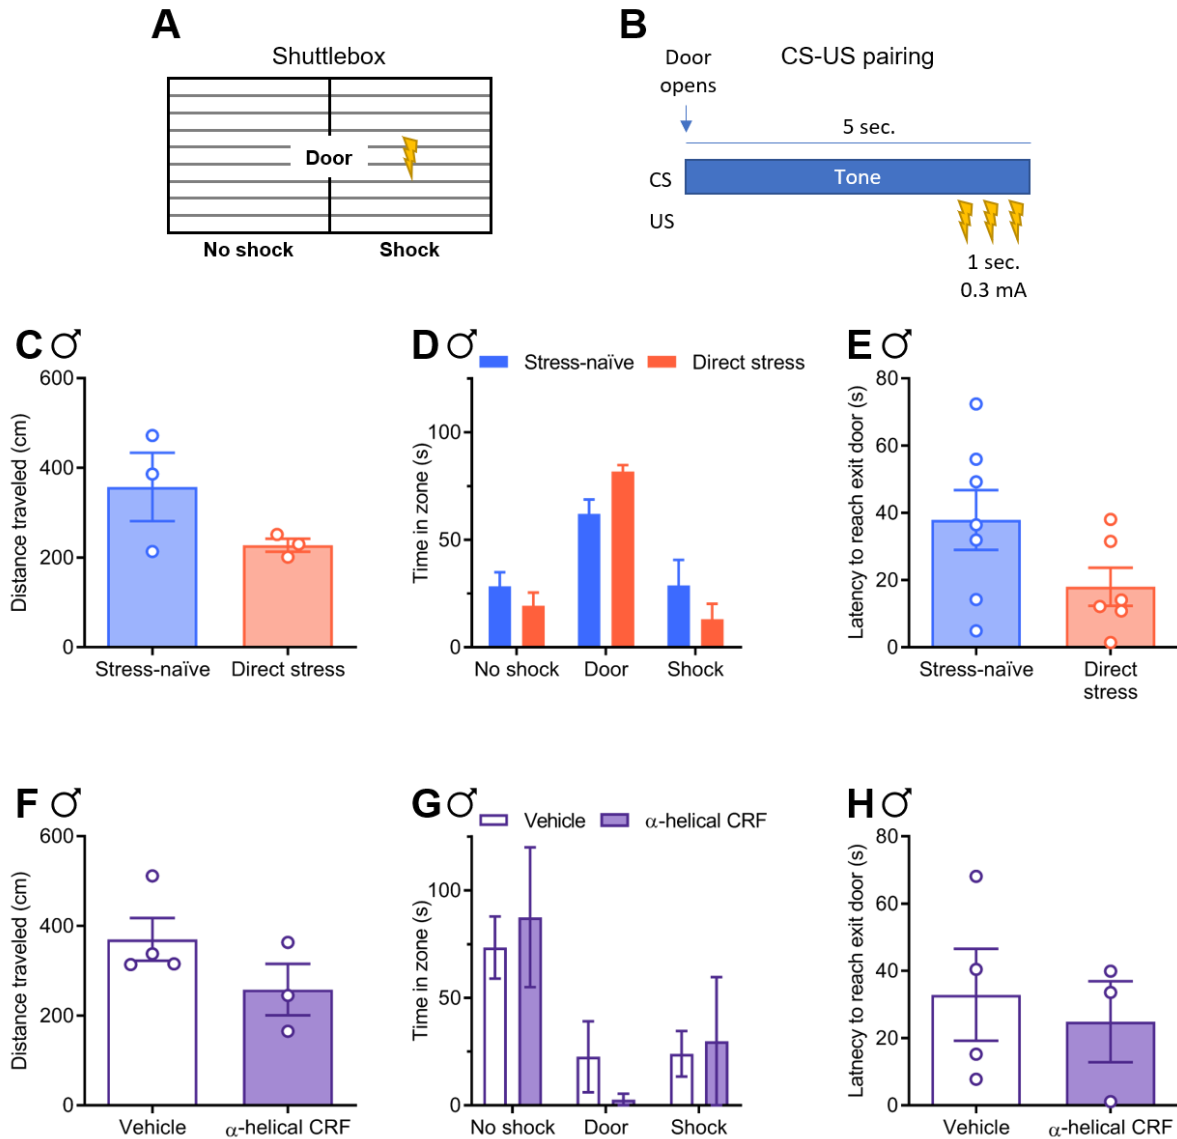 A
Shuttlebox
Door
No shock
Shock
B
Door
opens
CS-US pairing
5 sec.
CS
Tone
US
1 sec.
0.3 mA
C ♂
600
400
200
0
Distance traveled (cm)
Stress-naïve
Direct stress
D ♂
Stress-naïve
Direct stress
100
50
0
Time in zone (s)
No shock
Door
Shock
E ♂
80
60
40
20
0
Latency to reach exit door (s)
Stress-naïve
Direct
stress
F ♂
600
400
200
0
Distance traveled (cm)
Vehicle
α-helical CRF
G ♂
Vehicle
α-helical CRF
100
50
0
Time in zone (s)
No shock
Door
Shock
H ♂
80
60
40
20
0
Latnecy to reach exit door (s)
Vehicle
α-helical CRF